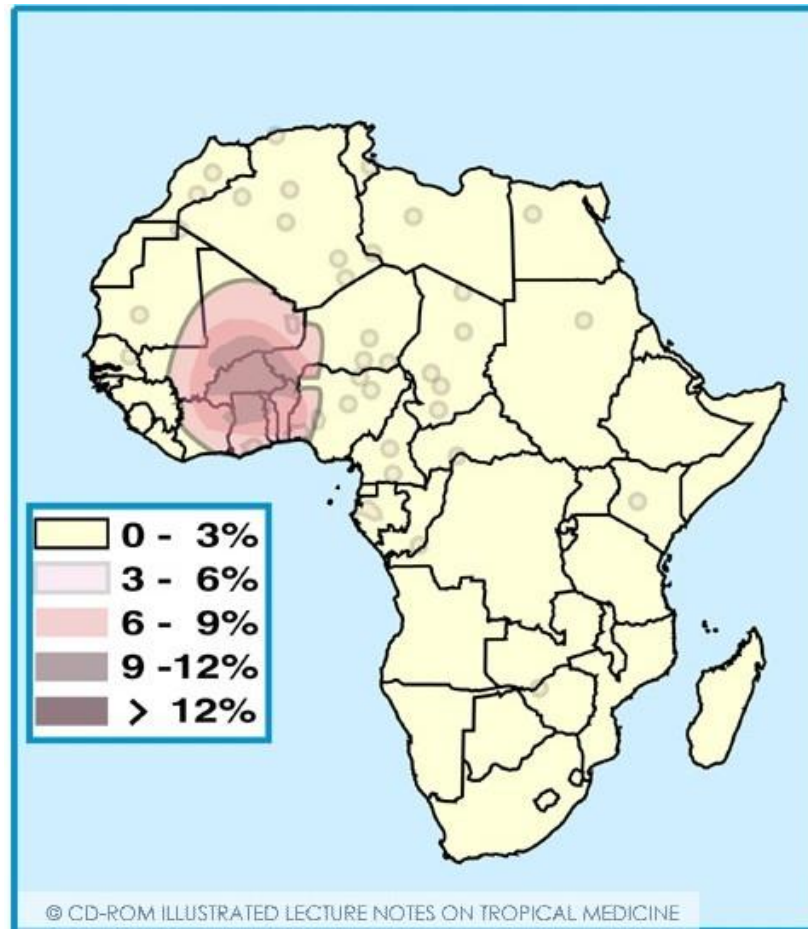 0 - 3%
3 - 6%
6 - 9%
9 -12%
> 12%
© CD-ROM ILLUSTRATED LECTURE NOTES ON TROPICAL MEDICINE